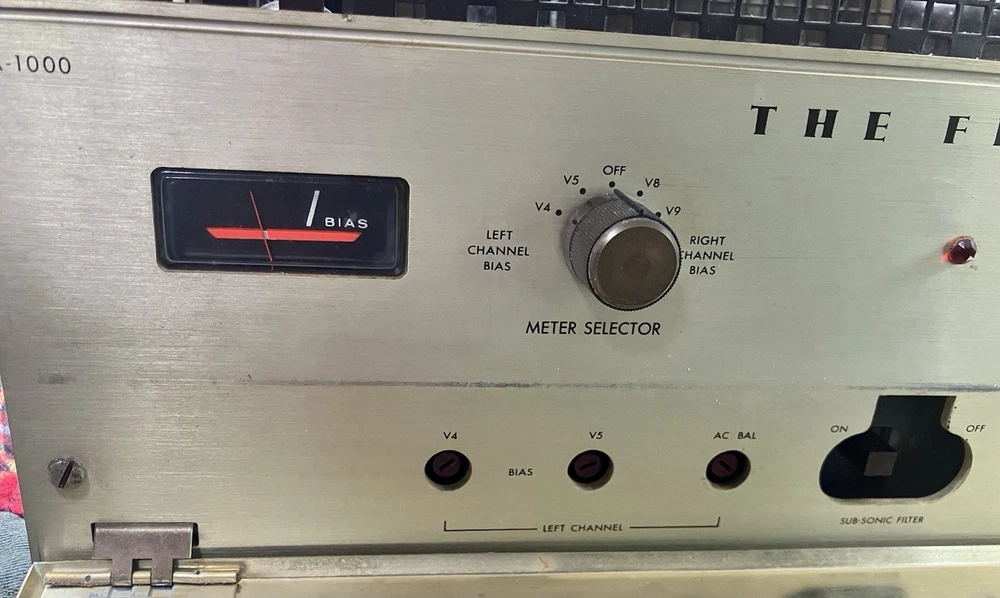 -1000
THE F
BIAS
OFF
V5
V8
V4
V9
LEFT
CHANNEL
BIAS
RIGHT
CHANNEL
BIAS
METER SELECTOR
V4
V5
AC BAL
BIAS
LEFT CHANNEL
ON
OFF
SUB-SONIC FILTER